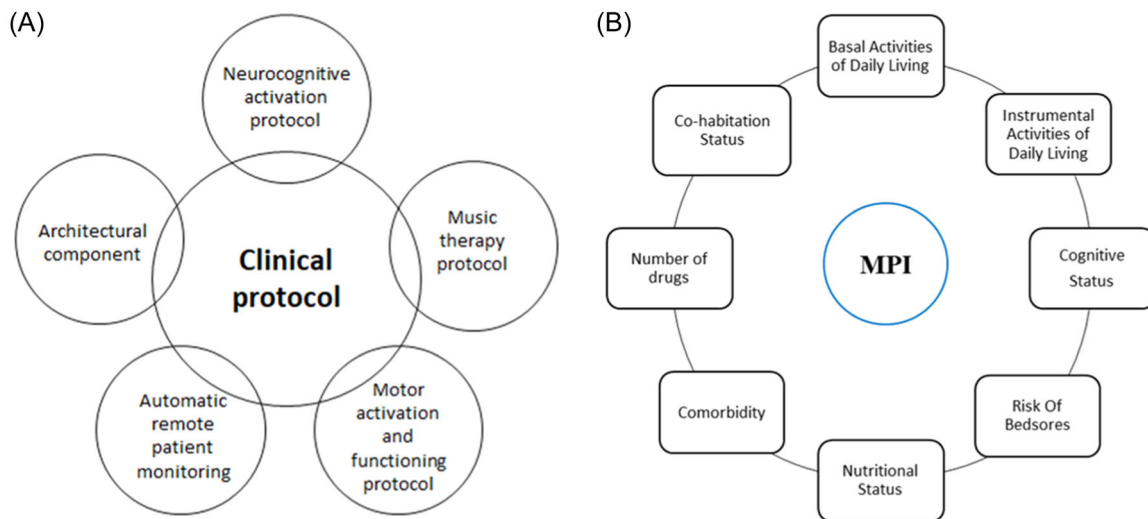 (A)
Neurocognitive
activation
protocol
Architectural
component
Clinical
protocol
Music
therapy
protocol
Automatic
remote
patient
monitoring
Motor
activation
and
functioning
protocol
(B)
Basal Activities
of Daily Living
Co-habitation
Status
Instrumental
Activities of
Daily Living
Number of
drugs
MPI
Cognitive
Status
Comorbidity
Risk Of
Bedsores
Nutritional
Status